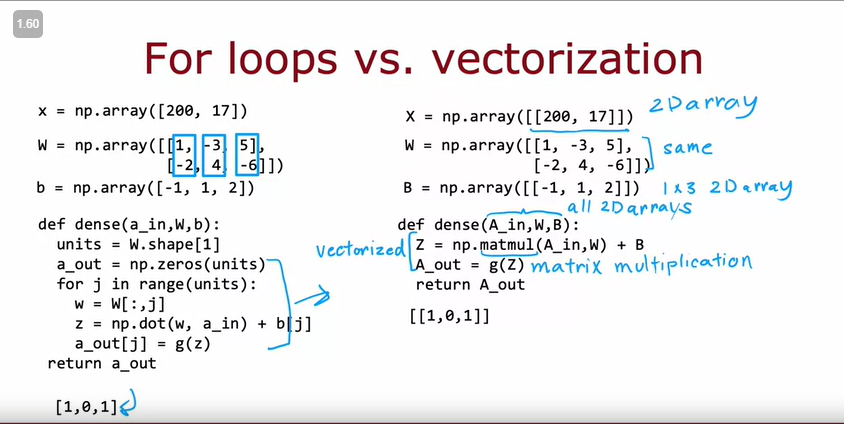 1.60
For loops vs. vectorization
x = np.array([200, 17])
W = np.array([[1, -3, 5],
[-2, 4, -6]])
b = np.array([-1, 1, 2])
def dense(a_in,W,b):
units = W.shape[1]
a_out = np.zeros(units)
for j in range(units):
w = W[:,j]
z = np.dot(w, a_in) + b[j]
a_out[j] = g(z)
return a_out
[1,0,1]
X = np.array([[200, 17]]) 2D array
W = np.array([[1, -3, 5], same
[-2, 4, -6]])
B = np.array([[-1, 1, 2]]) 1x3 2D array
all 2D arrays
def dense(A_in,W,B):
vectorized Z = np.matmul(A_in,W) + B
A_out = g(Z) matrix multiplication
return A_out
[[1,0,1]]